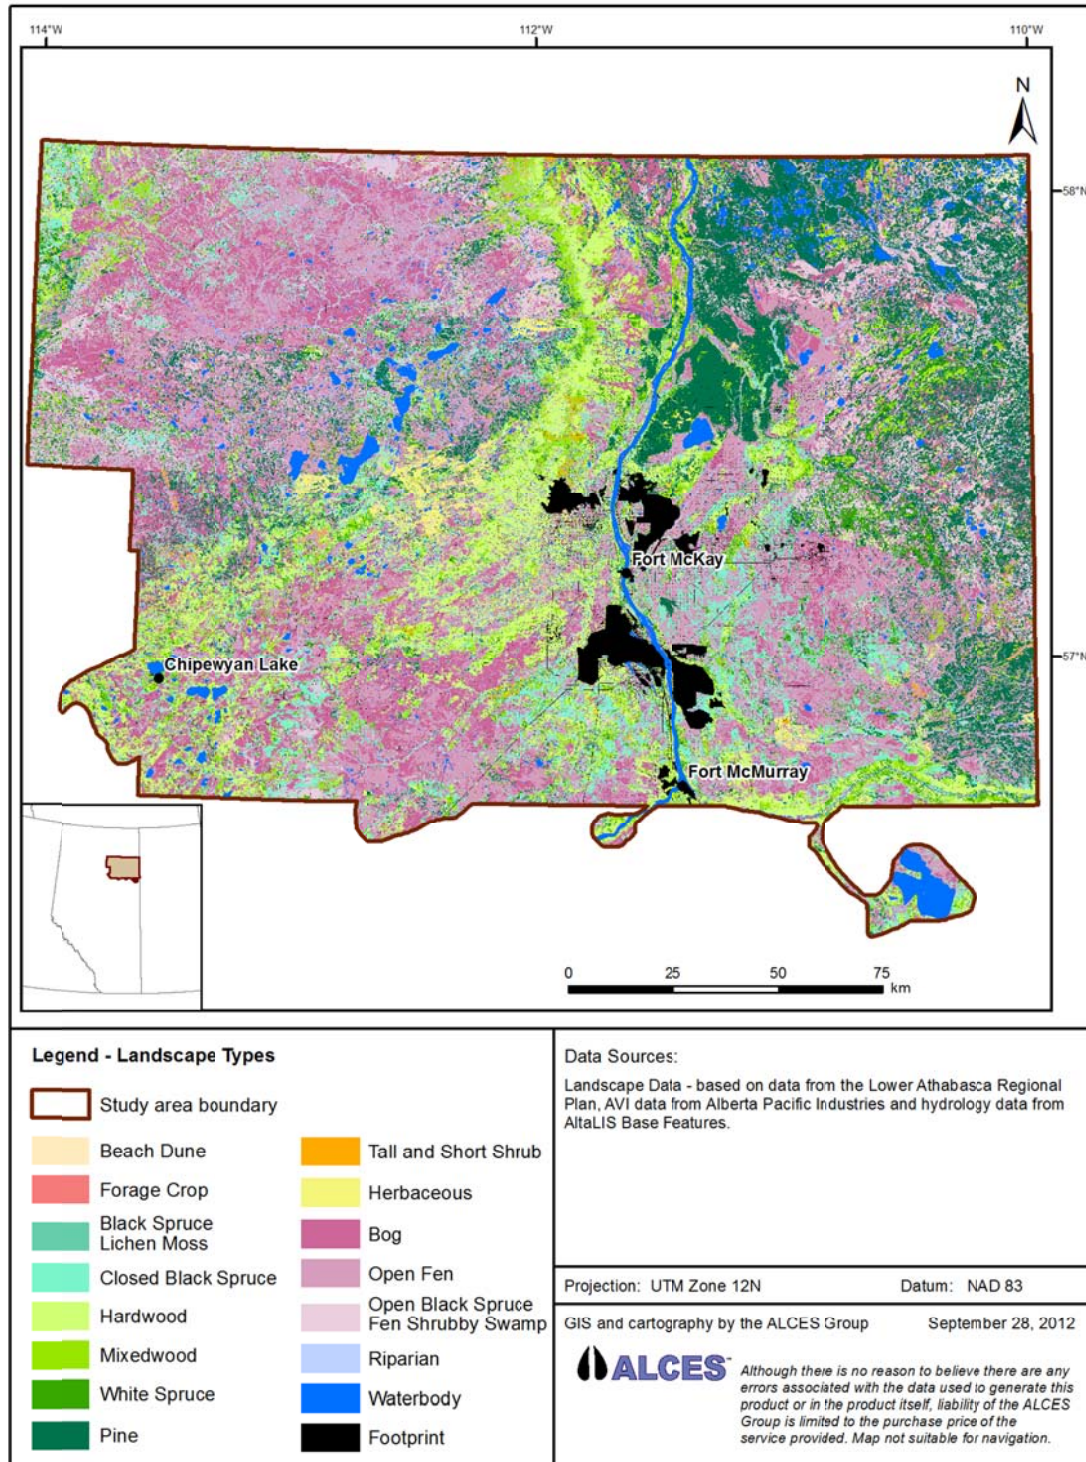 114°W
112°W
110°W
N
58°N
Fort McKay
57°N
Chipewyan Lake
Fort McMurray
0 25 50 75
km
Legend - Landscape Types
Study area boundary
Beach Dune
Forage Crop
Black Spruce
Lichen Moss
Closed Black Spruce
Hardwood
Mixedwood
White Spruce
Pine
Tall and Short Shrub
Herbaceous
Bog
Open Fen
Open Black Spruce
Fen Shrubby Swamp
Riparian
Waterbody
Footprint
Data Sources:
Landscape Data - based on data from the Lower Athabasca Regional
Plan, AVI data from Alberta Pacific Industries and hydrology data from
AltaLIS Base Features.
Projection: UTM Zone 12N Datum: NAD 83
GIS and cartography by the ALCES Group September 28, 2012
ALCES™
Although there is no reason to believe there are any
errors associated with the data used to generate this
product or in the product itself, liability of the ALCES
Group is limited to the purchase price of the
service provided. Map not suitable for navigation.